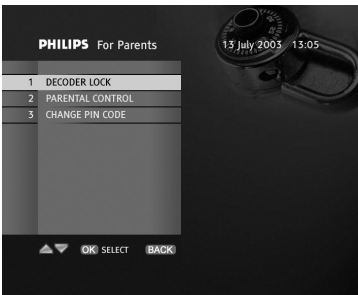 PHILIPS For Parents 13 July 2003 13:05
1 DECODER LOCK
2 PARENTAL CONTROL
3 CHANGE PIN CODE
OK SELECT BACK